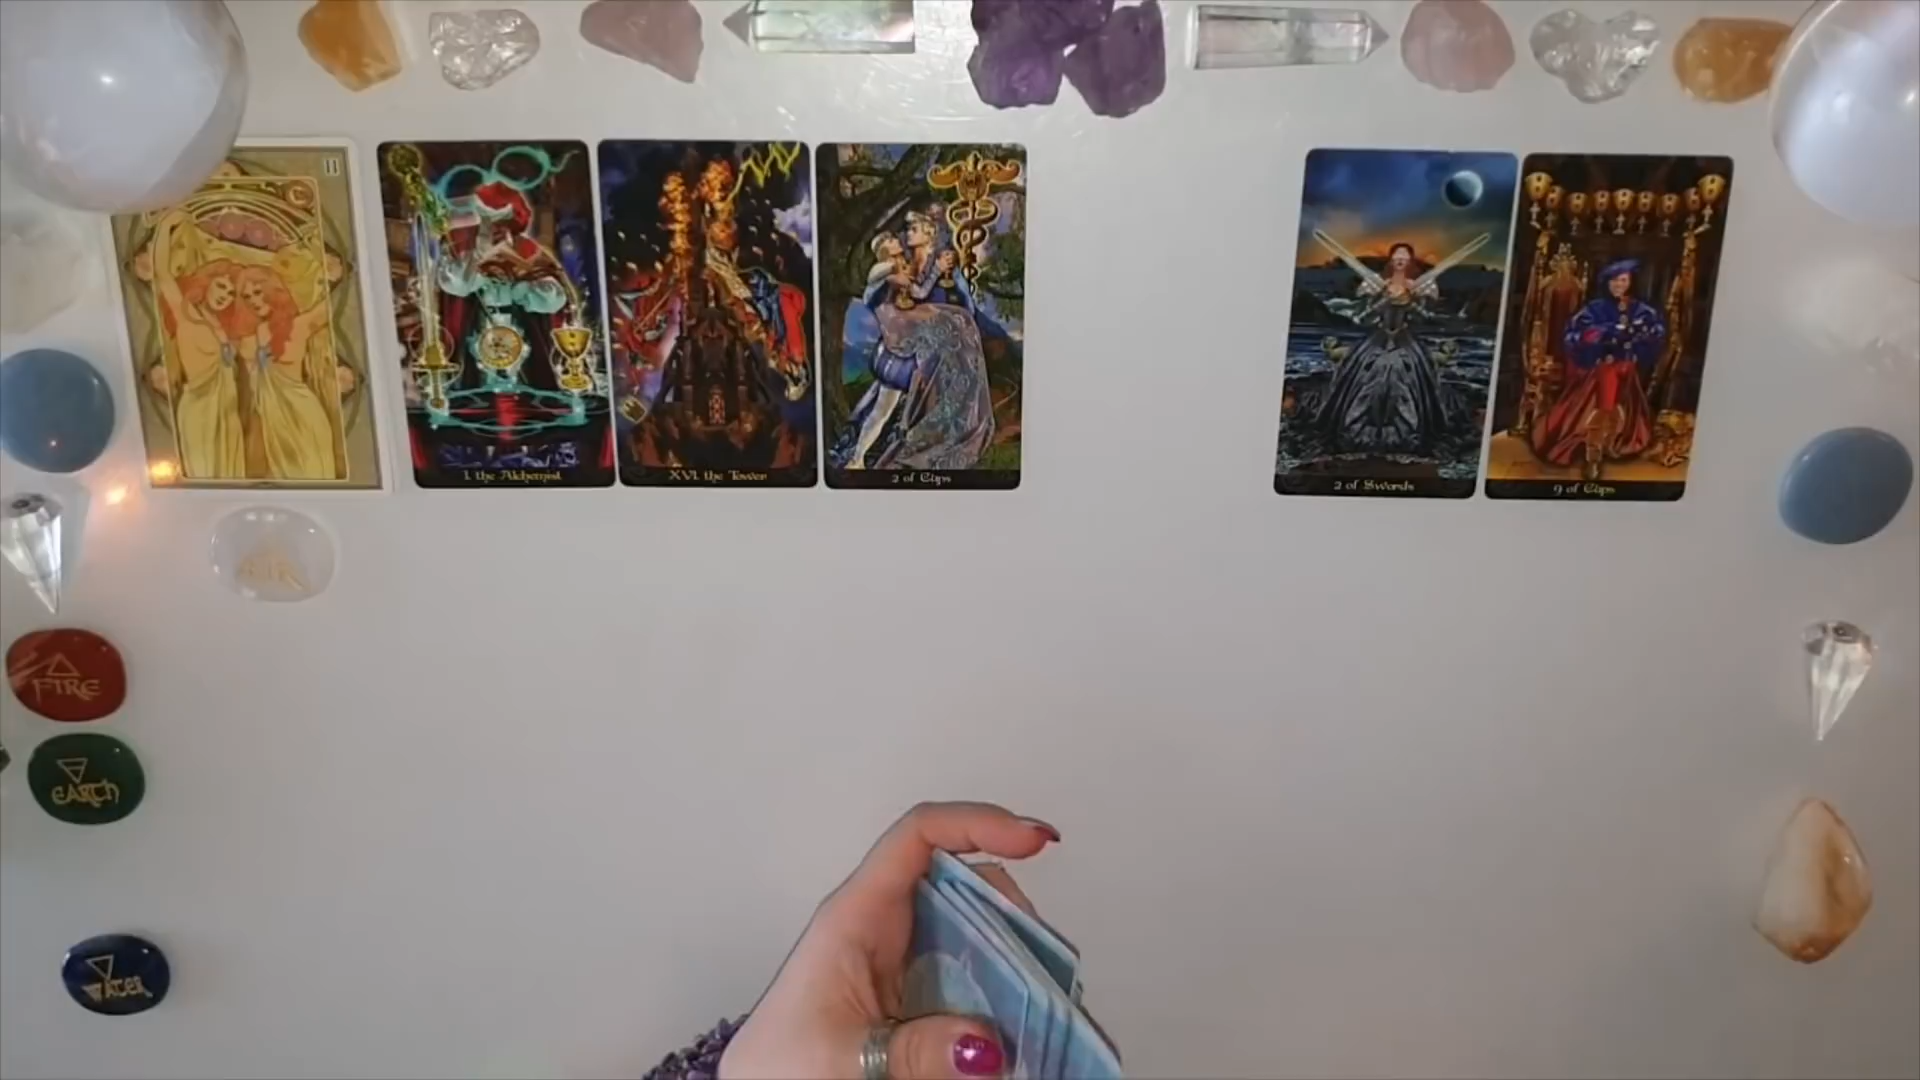 II
I. the Alchemist
XVI. the Tower
2 of Cups
2 of Swords
9 of Cups
AIR
FIRE
EARTH
WATER